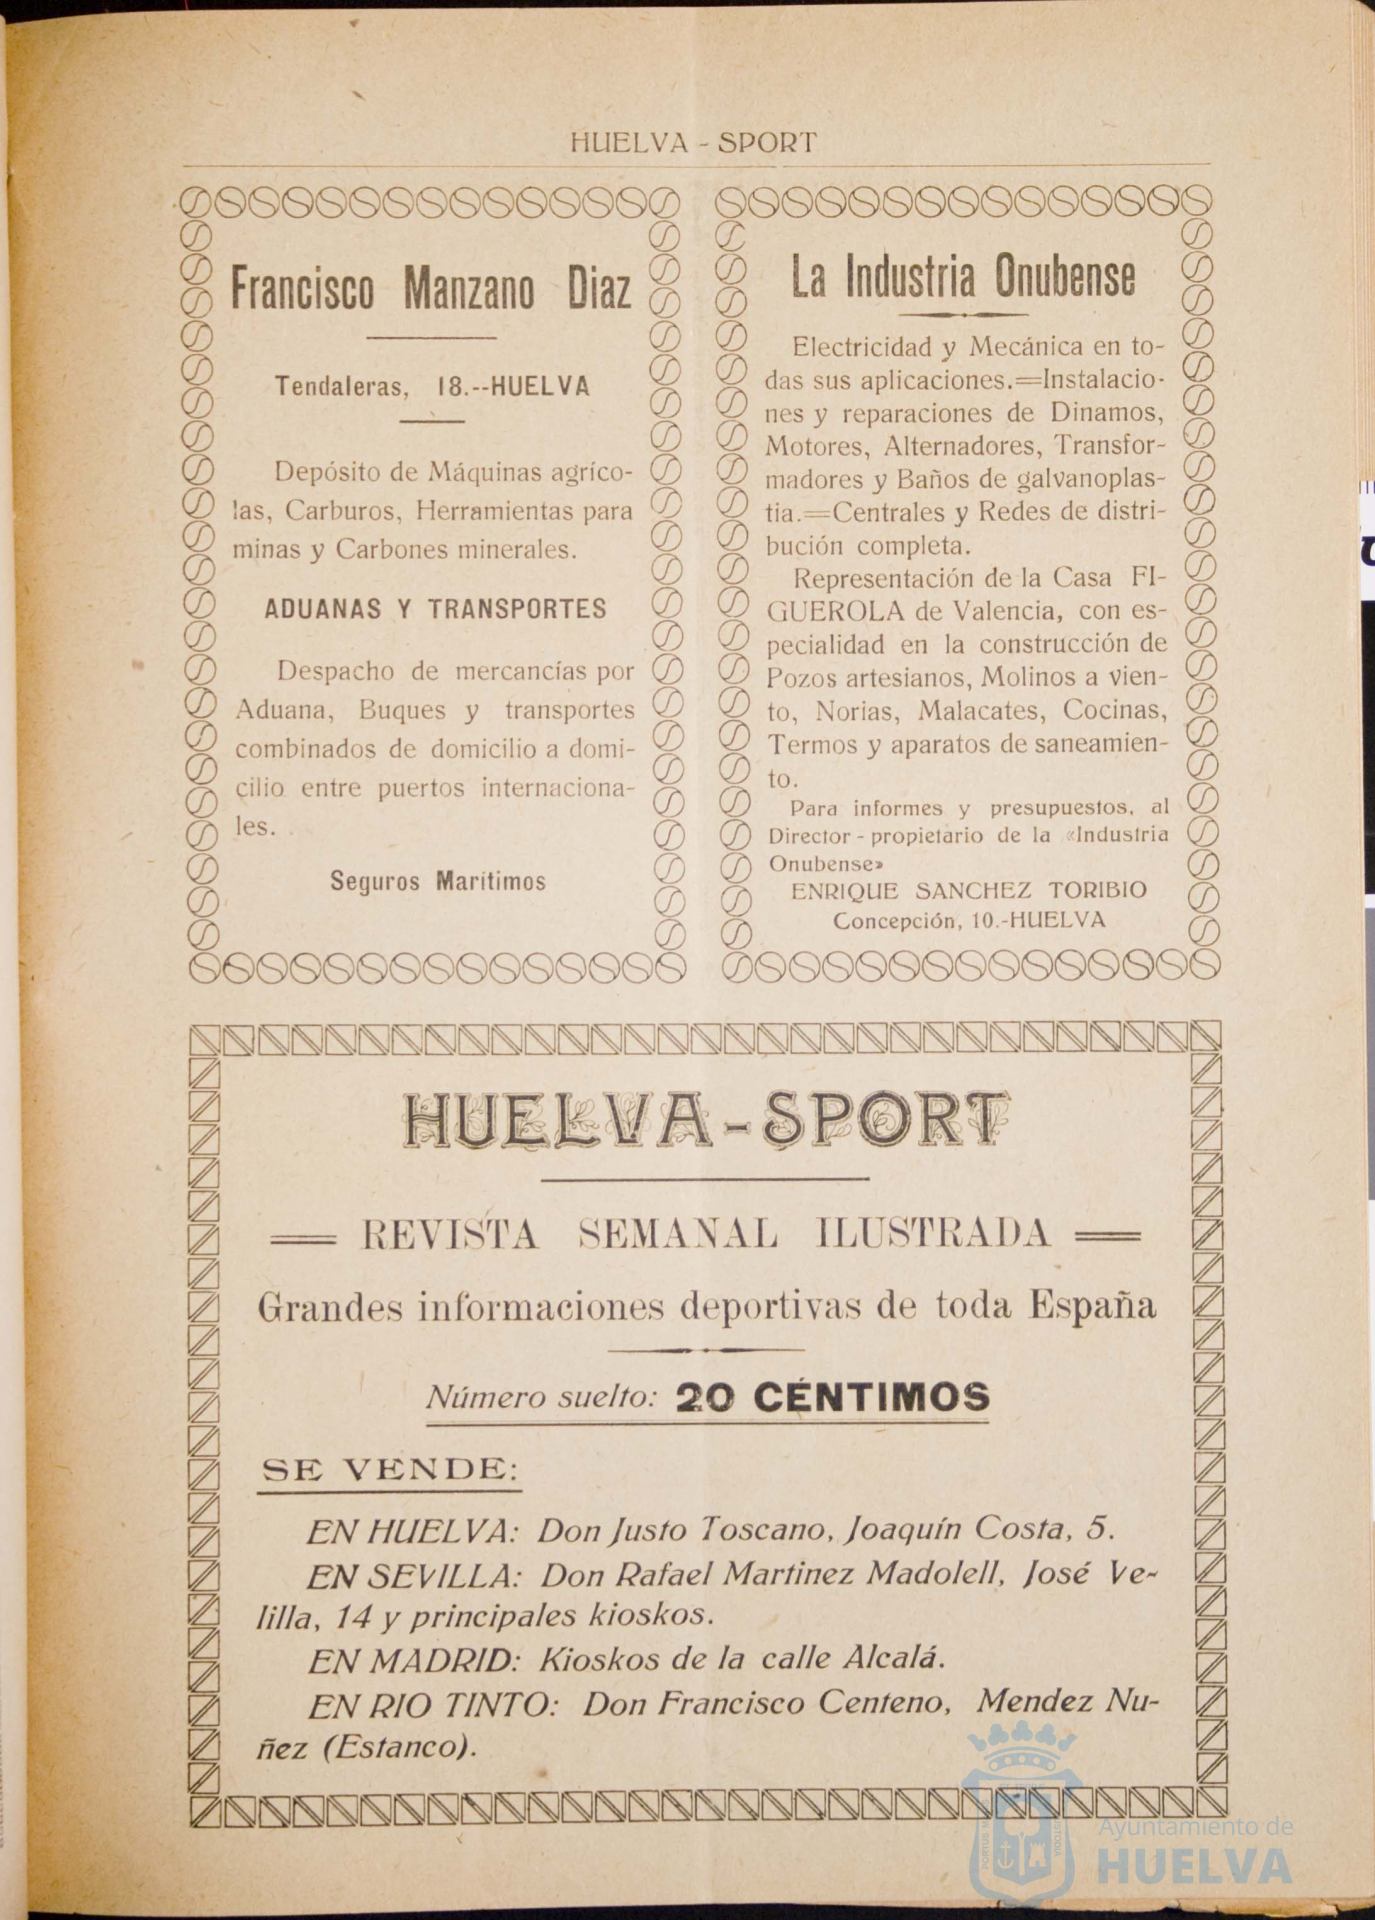 HUELVA - SPORT
Francisco Manzano Diaz
Tendaleras, 18.--HUELVA
Depósito de Máquinas agríco-
las, Carburos, Herramientas para
minas y Carbones minerales.
ADUANAS Y TRANSPORTES
Despacho de mercancías por
Aduana, Buques y transportes
combinados de domicilio a domi-
cilio entre puertos internaciona-
les.
Seguros Marítimos
La Industria Onubense
Electricidad y Mecánica en to-
das sus aplicaciones.=Instalacio-
nes y reparaciones de Dinamos,
Motores, Alternadores, Transfor-
madores y Baños de galvanoplas-
tia.=Centrales y Redes de distri-
bución completa.
Representación de la Casa FI-
GUEROLA de Valencia, con es-
pecialidad en la construcción de
Pozos artesianos, Molinos a vien-
to, Norias, Malacates, Cocinas,
Termos y aparatos de saneamien-
to.
Para informes y presupuestos, al
Director - propietario de la «Industria
Onubense»
ENRIQUE SANCHEZ TORIBIO
Concepción, 10.-HUELVA
HUELVA-SPORT
REVISTA SEMANAL ILUSTRADA
Grandes informaciones deportivas de toda España
Número suelto: 20 CÉNTIMOS
SE VENDE:
EN HUELVA: Don Justo Toscano, Joaquín Costa, 5.
EN SEVILLA: Don Rafael Martinez Madolell, José Ve-
lilla, 14 y principales kioskos.
EN MADRID: Kioskos de la calle Alcalá.
EN RIO TINTO: Don Francisco Centeno, Mendez Nu-
ñez (Estanco).
Ayuntamiento de
HUELVA